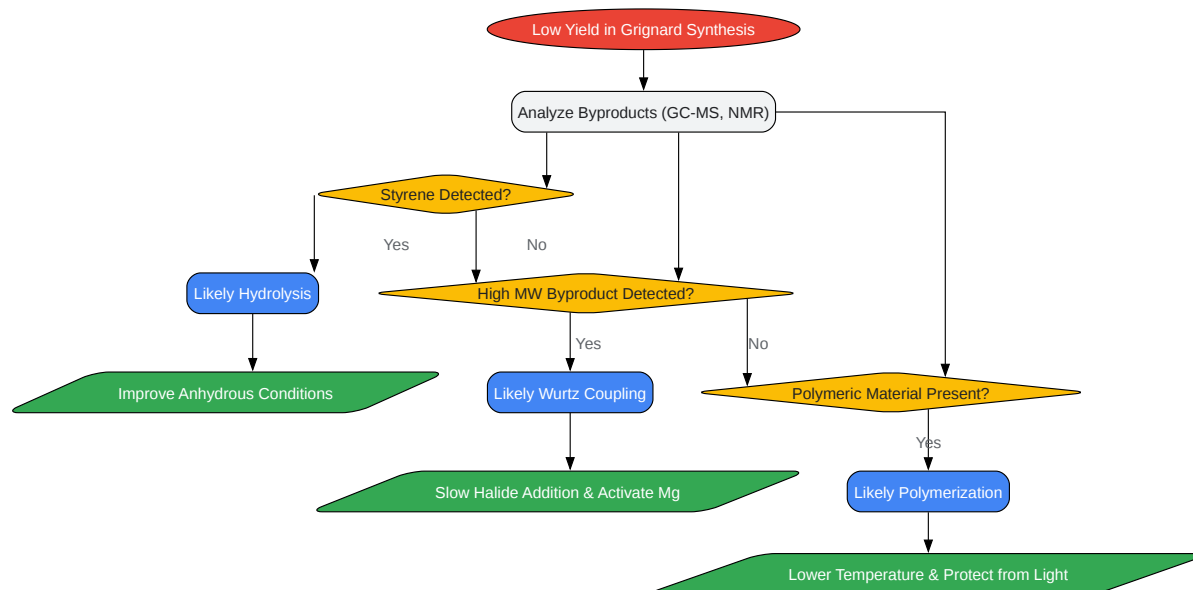 Low Yield in Grignard Synthesis
Analyze Byproducts (GC-MS, NMR)
Styrene Detected?
Yes
No
Likely Hydrolysis
High MW Byproduct Detected?
Yes
No
Improve Anhydrous Conditions
Likely Wurtz Coupling
Polymeric Material Present?
Yes
Slow Halide Addition & Activate Mg
Likely Polymerization
Lower Temperature & Protect from Light